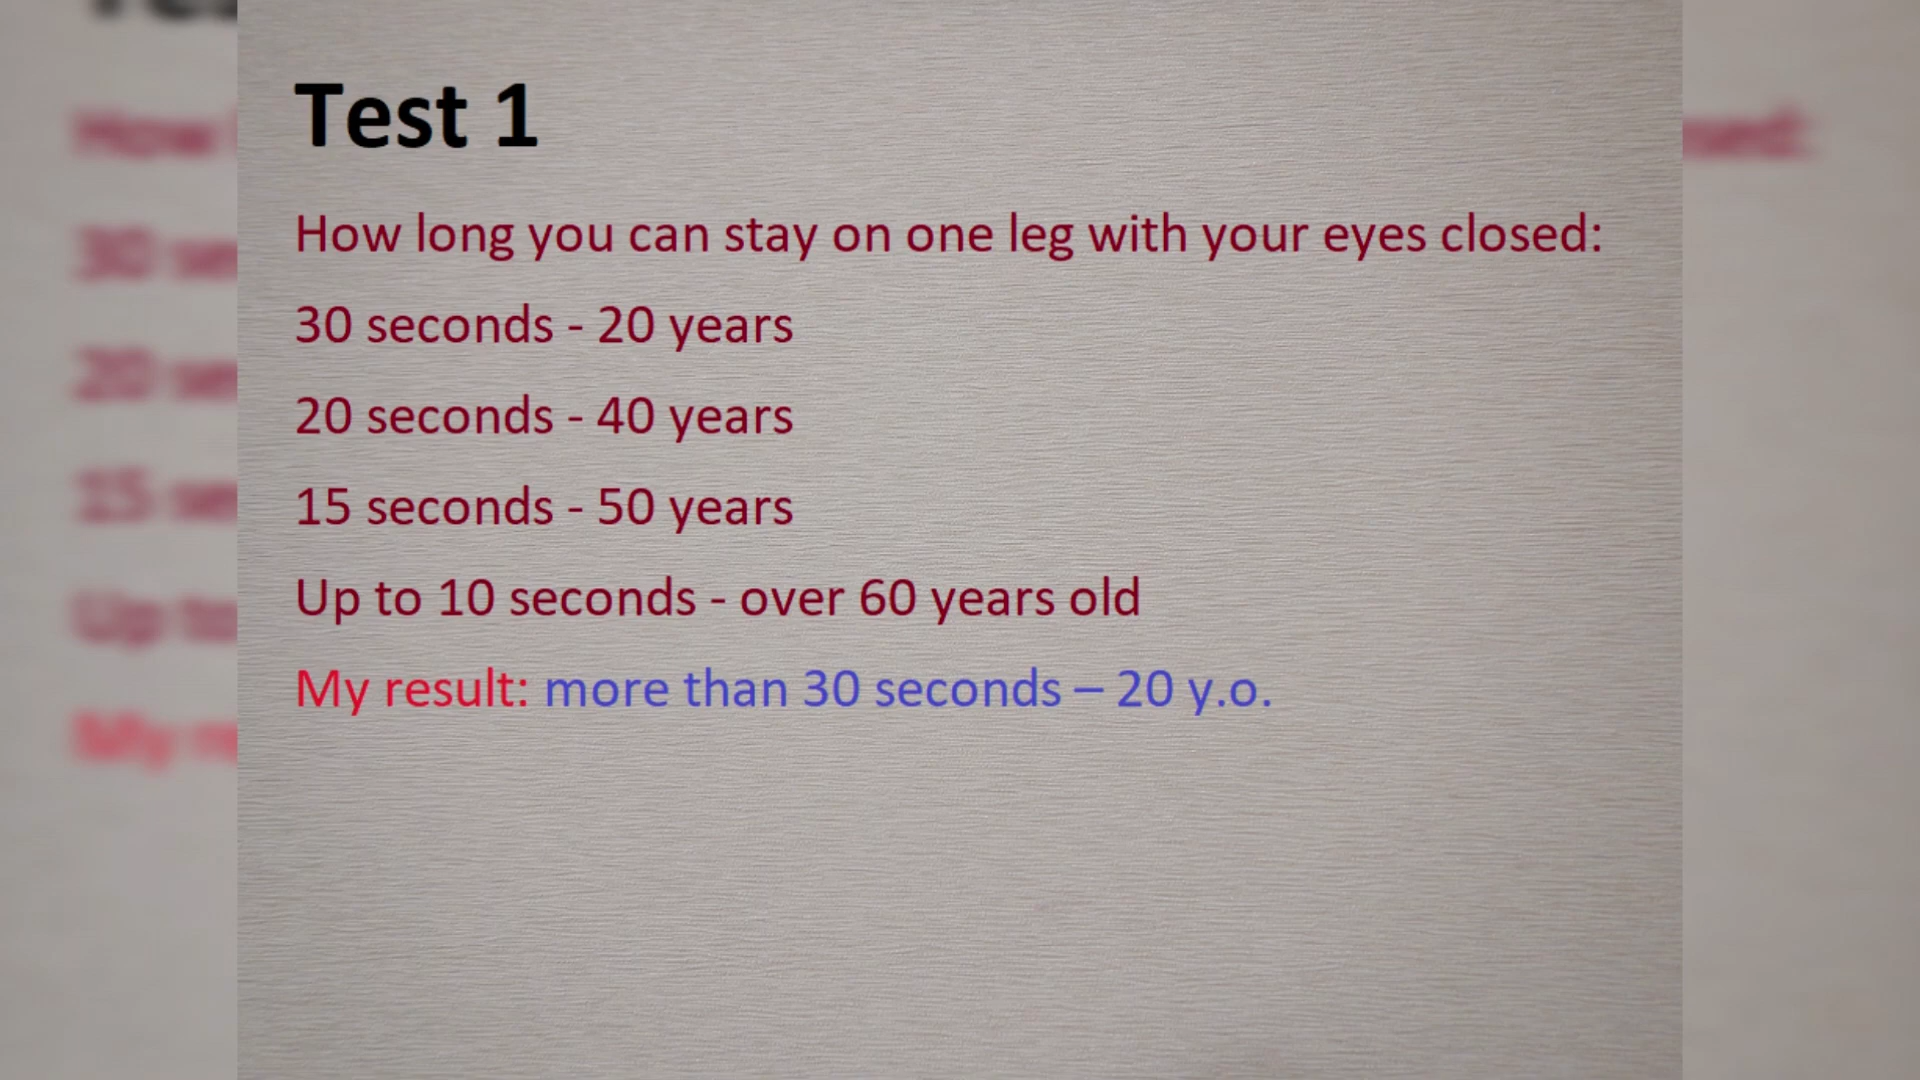 Test 1
How long you can stay on one leg with your eyes closed:
30 seconds - 20 years
20 seconds - 40 years
15 seconds - 50 years
Up to 10 seconds - over 60 years old
My result: more than 30 seconds – 20 y.o.